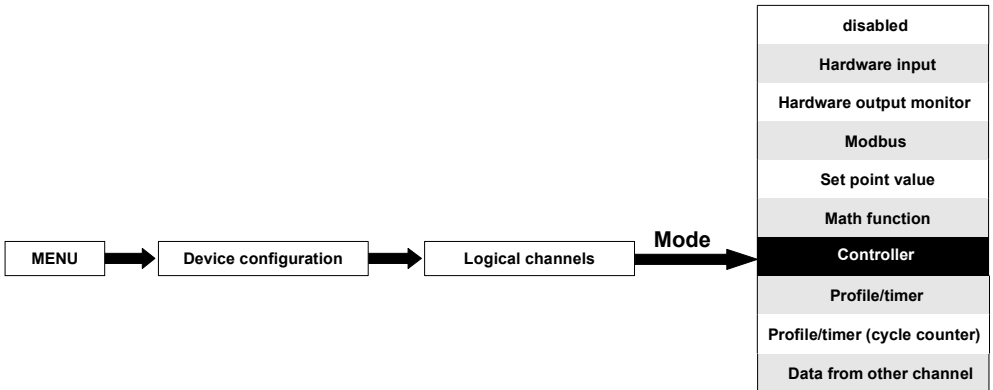 disabled
Hardware input
Hardware output monitor
Modbus
Set point value
Math function
MENU
Device configuration
Logical channels
Mode
Controller
Profile/timer
Profile/timer (cycle counter)
Data from other channel